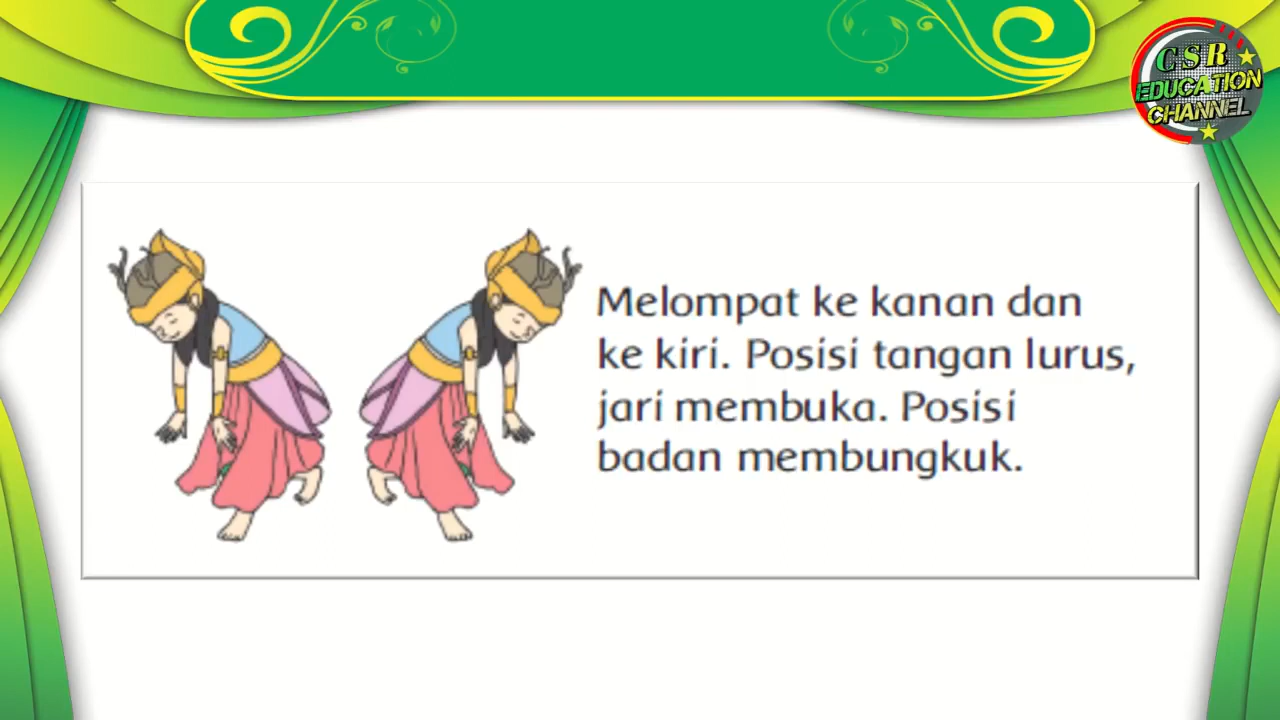 CSR
EDUCATION
CHANNEL
Melompat ke kanan dan
ke kiri. Posisi tangan lurus,
jari membuka. Posisi
badan membungkuk.